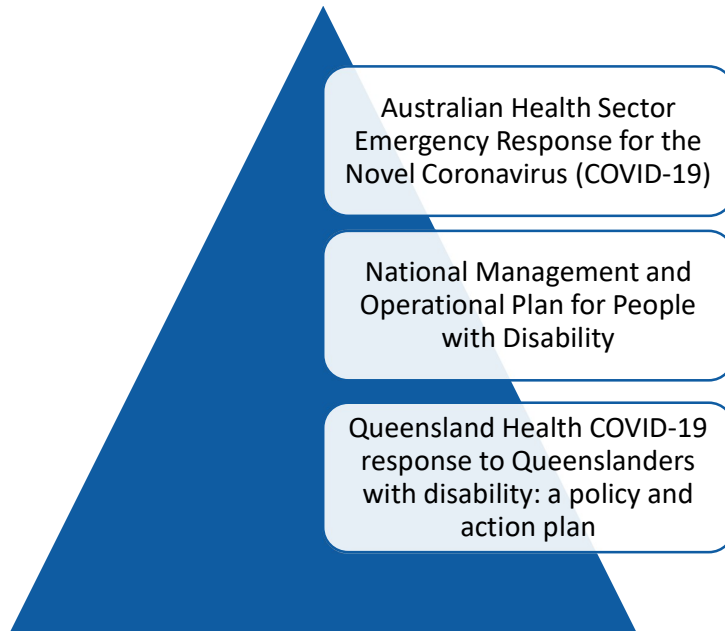 Australian Health Sector
Emergency Response for the
Novel Coronavirus (COVID-19)
National Management and
Operational Plan for People
with Disability
Queensland Health COVID-19
response to Queenslanders
with disability: a policy and
action plan